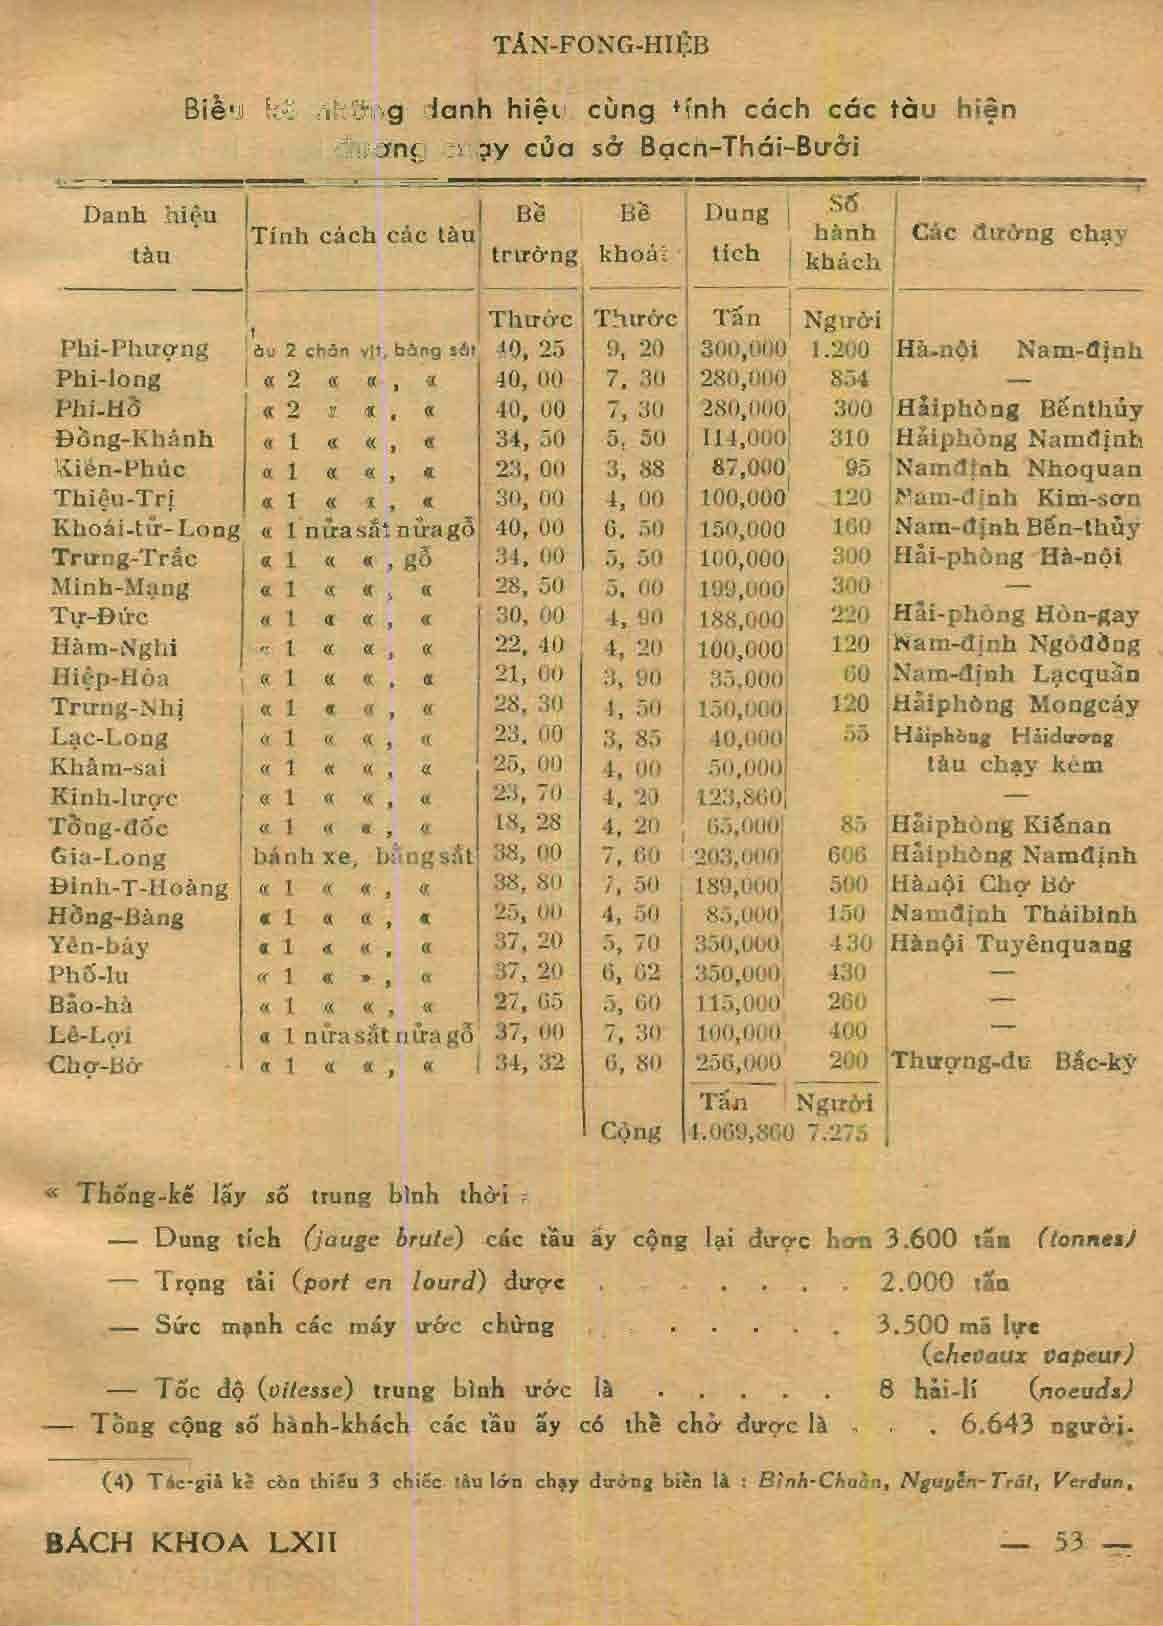 TÂN-FONG-HIỆB
Biểu kê những danh hiệu cùng tính cách các tàu hiện
đương chạy của sở Bạch-Thái-Bưởi
Danh hiệu tàu | Tính cách các tàu | Bề trường | Bề khoát | Dung tích | Số hành khách | Các đường chạy
Thước Thước Tấn Người
Phi-Phượng àu 2 chân vịt, bằng sắt 40, 25 9, 20 300,000 1.200 Hà-nội Nam-định
Phi-long « 2 « « , « 40, 00 7, 30 280,000 854 —
Phi-Hồ « 2 « « , « 40, 00 7, 30 280,000 300 Hảiphòng Bếnthủy
Đồng-Khánh « 1 « « , « 34, 50 5, 50 114,000 310 Hảiphòng Namđịnh
Kiến-Phúc « 1 « « , « 23, 00 3, 88 87,000 95 Namđịnh Nhoquan
Thiệu-Trị « 1 « « , « 30, 00 4, 00 100,000 120 Nam-định Kim-sơn
Khoái-tử-Long « 1 nửa sắt nửa gỗ 40, 00 6, 50 150,000 160 Nam-định Bến-thủy
Trưng-Trắc « 1 « « , gỗ 34, 00 5, 50 100,000 300 Hải-phòng Hà-nội
Minh-Mạng « 1 « « , « 28, 50 5, 00 199,000 300 —
Tự-Đức « 1 « « , « 30, 00 4, 90 188,000 220 Hải-phòng Hòn-gay
Hàm-Nghi « 1 « « , « 22, 40 4, 20 100,000 120 Nam-định Ngôđồng
Hiệp-Hòa « 1 « « , « 21, 00 3, 90 35,000 60 Nam-định Lạcquần
Trưng-Nhị « 1 « « , « 28, 30 4, 50 150,000 120 Hảiphòng Mongcáy
Lạc-Long « 1 « « , « 23, 00 3, 85 40,000 55 Hảiphòng Hảidương
Khâm-sai « 1 « « , « 25, 00 4, 00 50,000 tàu chạy kém
Kinh-lược « 1 « « , « 23, 70 4, 20 123,860 —
Tổng-đốc « 1 « « , « 18, 28 4, 20 65,000 85 Hảiphòng Kiếnan
Gia-Long bánh xe, bằng sắt 38, 00 7, 60 203,000 606 Hảiphòng Namđịnh
Đinh-T-Hoàng « 1 « « , « 38, 80 7, 50 189,000 500 Hànội Chợ Bờ
Hồng-Bàng « 1 « « , « 25, 00 4, 50 85,000 150 Namđịnh Tháibình
Yên-báy « 1 « « , « 37, 20 5, 70 350,000 430 Hànội Tuyênquang
Phố-lu « 1 « » , « 37, 20 6, 62 350,000 430 —
Bảo-hà « 1 « « , « 27, 65 5, 60 115,000 260 —
Lê-Lợi « 1 nửa sắt nửa gỗ 37, 00 7, 30 100,000 400 —
Chợ-Bờ « 1 « « , « 34, 32 6, 80 256,000 200 Thượng-du Bắc-kỳ
Tấn Người
Cộng 4.069,860 7.275
« Thống-kế lấy số trung bình thời :
— Dung tích (jauge brute) các tầu ấy cộng lại được hơn 3.600 tấn (tonnes)
— Trọng tải (port en lourd) được . . . . . . 2.000 tấn
— Sức mạnh các máy ước chừng . . . . . . 3.500 mã lực
(chevaux vapeur)
— Tốc độ (vitesse) trung bình ước là . . . . . 8 hải-lí (noeuds)
— Tổng cộng số hành-khách các tầu ấy có thể chở được là . . . 6.643 người.
(4) Tác-giả kể còn thiếu 3 chiếc tàu lớn chạy đường biển là : Bình-Chuẩn, Nguyễn-Trãi, Verdun,
BÁCH KHOA LXII — 53 —